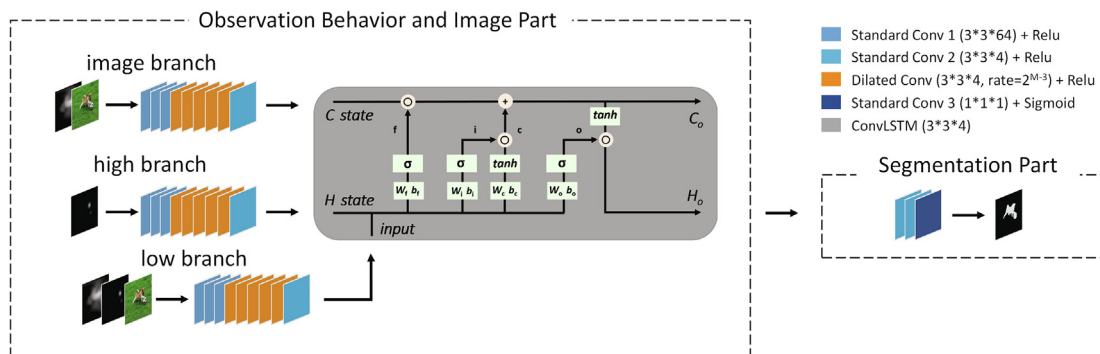 Observation Behavior and Image Part
image branch
high branch
low branch
C state
f
i
c
o
tanh
C₀
σ
σ
tanh
σ
W_f b_f
W_i b_i
W_c b_c
W_o b_o
H state
H₀
input
Standard Conv 1 (3*3*64) + Relu
Standard Conv 2 (3*3*4) + Relu
Dilated Conv (3*3*4, rate=2^{M-3}) + Relu
Standard Conv 3 (1*1*1) + Sigmoid
ConvLSTM (3*3*4)
Segmentation Part